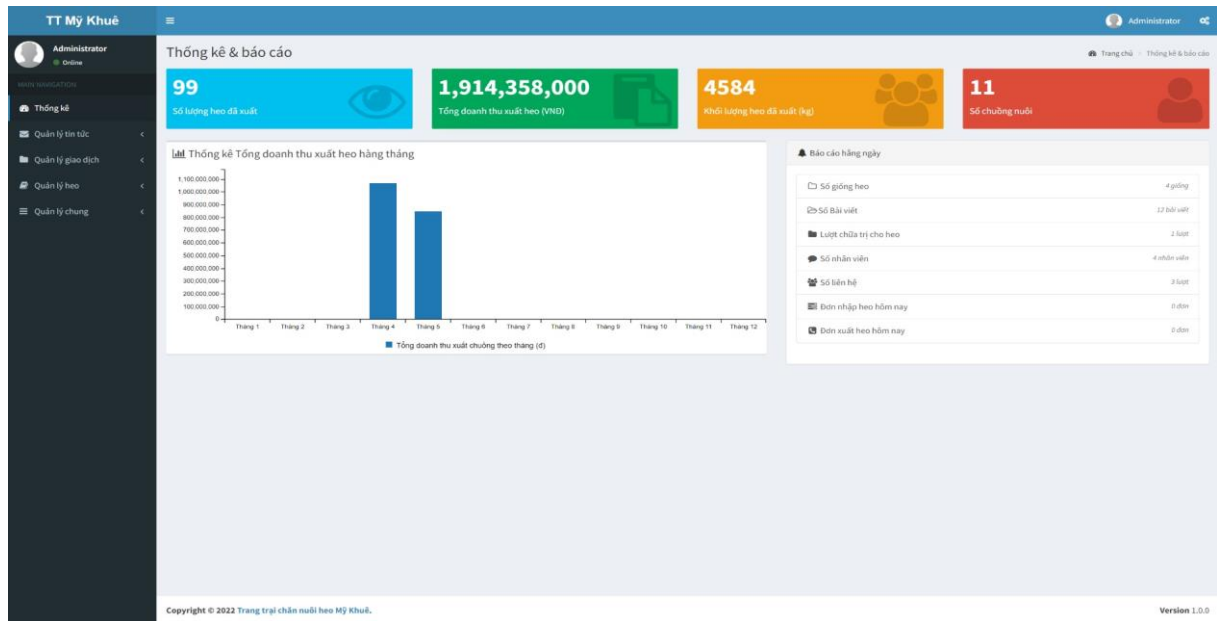 TT Mỹ Khuê
Administrator
Administrator
Online
MAIN NAVIGATION
Thống kê
Quản lý tin tức
Quản lý giao dịch
Quản lý heo
Quản lý chung
Thống kê & báo cáo
Trang chủ > Thống kê & báo cáo
99
Số lượng heo đã xuất
1,914,358,000
Tổng doanh thu xuất heo (VNĐ)
4584
Khối lượng heo đã xuất (kg)
11
Số chuồng nuôi
Thống kê Tổng doanh thu xuất heo hàng tháng
1,100,000,000
1,000,000,000
900,000,000
800,000,000
700,000,000
600,000,000
500,000,000
400,000,000
300,000,000
200,000,000
100,000,000
0
Tháng 1 Tháng 2 Tháng 3 Tháng 4 Tháng 5 Tháng 6 Tháng 7 Tháng 8 Tháng 9 Tháng 10 Tháng 11 Tháng 12
Tổng doanh thu xuất chuồng theo tháng (đ)
Báo cáo hằng ngày
Số giống heo 4 giống
Số Bài viết 12 bài viết
Lượt chữa trị cho heo 1 lượt
Số nhân viên 4 nhân viên
Số liên hệ 3 lượt
Đơn nhập heo hôm nay 0 đơn
Đơn xuất heo hôm nay 0 đơn
Copyright © 2022 Trang trại chăn nuôi heo Mỹ Khuê.
Version 1.0.0